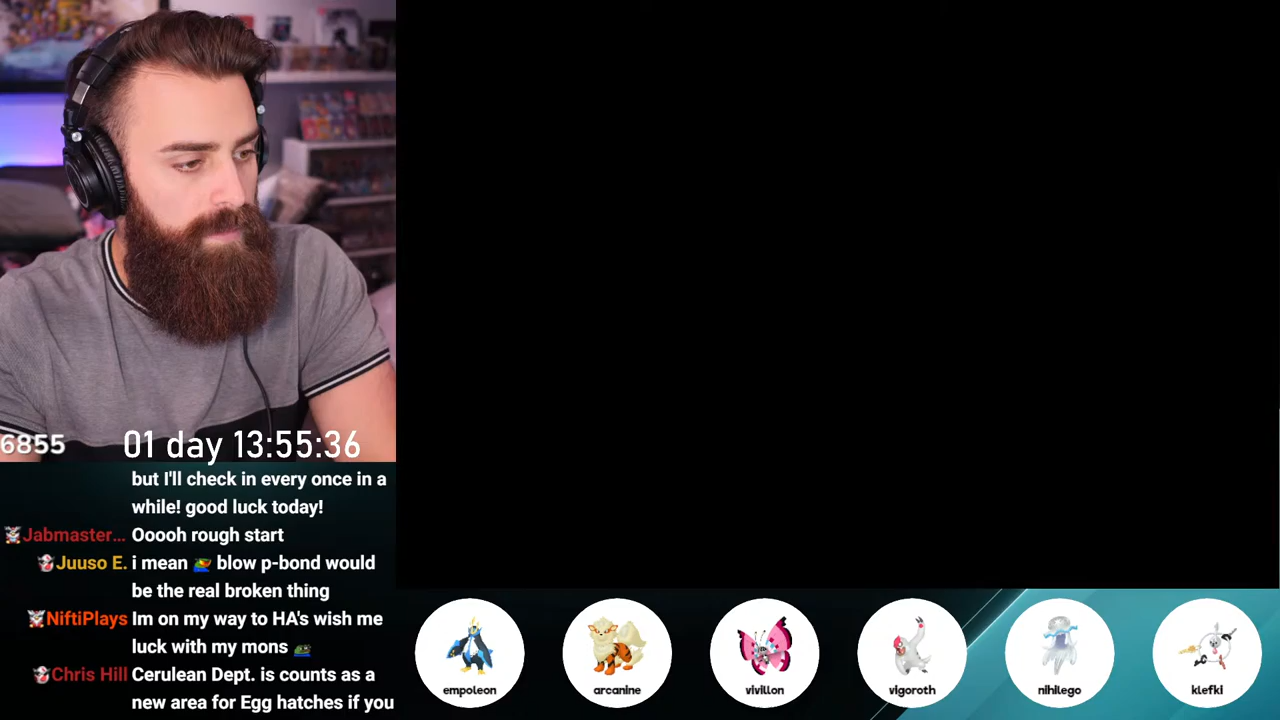 6855 01 day 13:55:36
but I'll check in every once in a
while! good luck today!
Jabmaster... Ooooh rough start
Juuso E. i mean blow p-bond would
be the real broken thing
NiftiPlays Im on my way to HA's wish me
luck with my mons
Chris Hill Cerulean Dept. is counts as a
new area for Egg hatches if you
empoleon arcanine vivillon vigoroth nihilego klefki